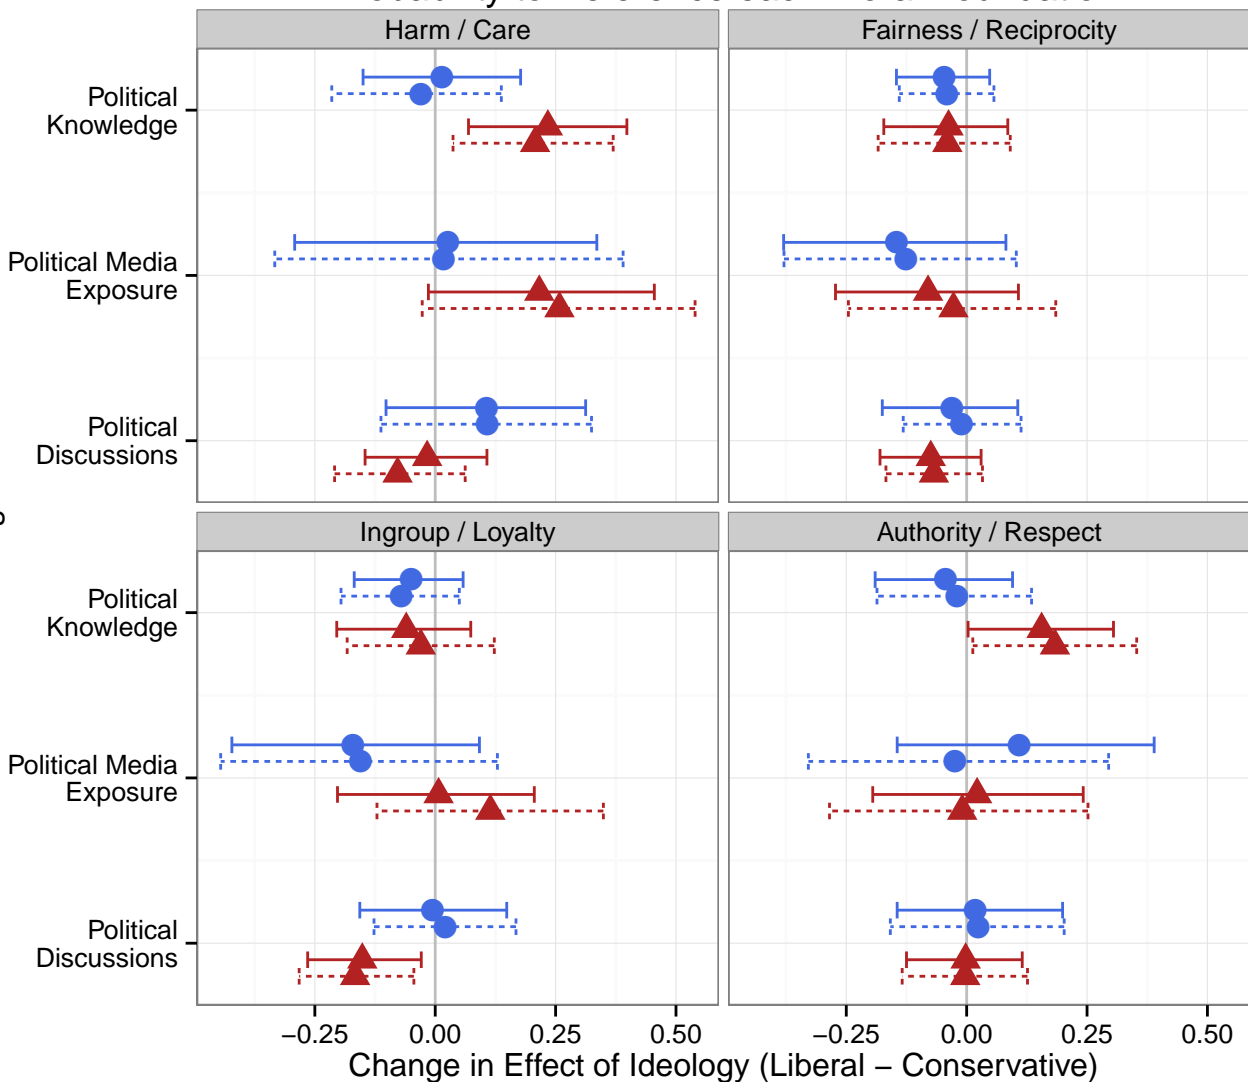 Harm / Care
Fairness / Reciprocity
Political
Knowledge
Political Media
Exposure
Political
Discussions
Ingroup / Loyalty
Authority / Respect
Political
Knowledge
Political Media
Exposure
Political
Discussions
−0.25 0.00 0.25 0.50
−0.25 0.00 0.25 0.50
Change in Effect of Ideology (Liberal − Conservative)